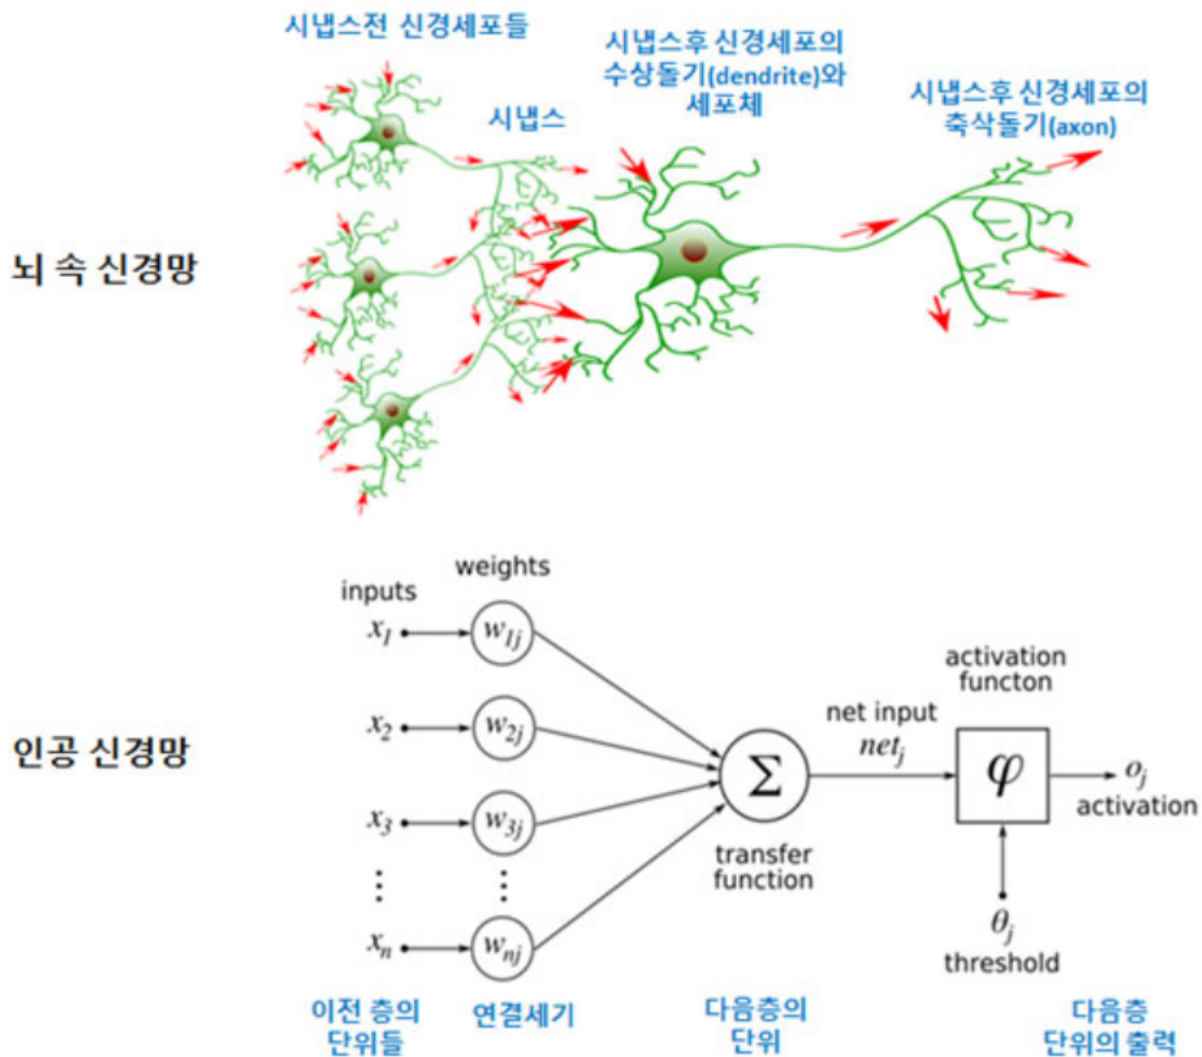 시냅스전 신경세포들
시냅스
시냅스후 신경세포의
수상돌기(dendrite)와
세포체
시냅스후 신경세포의
축삭돌기(axon)
뇌 속 신경망
인공 신경망
inputs
weights
x₁
w₁ⱼ
x₂
w₂ⱼ
x₃
w₃ⱼ
⋮ ⋮
xₙ
wₙⱼ
Σ
transfer
function
net input
netⱼ
activation
functon
φ
oⱼ
activation
θⱼ
threshold
이전 층의
단위들
연결세기
다음층의
단위
다음층
단위의 출력